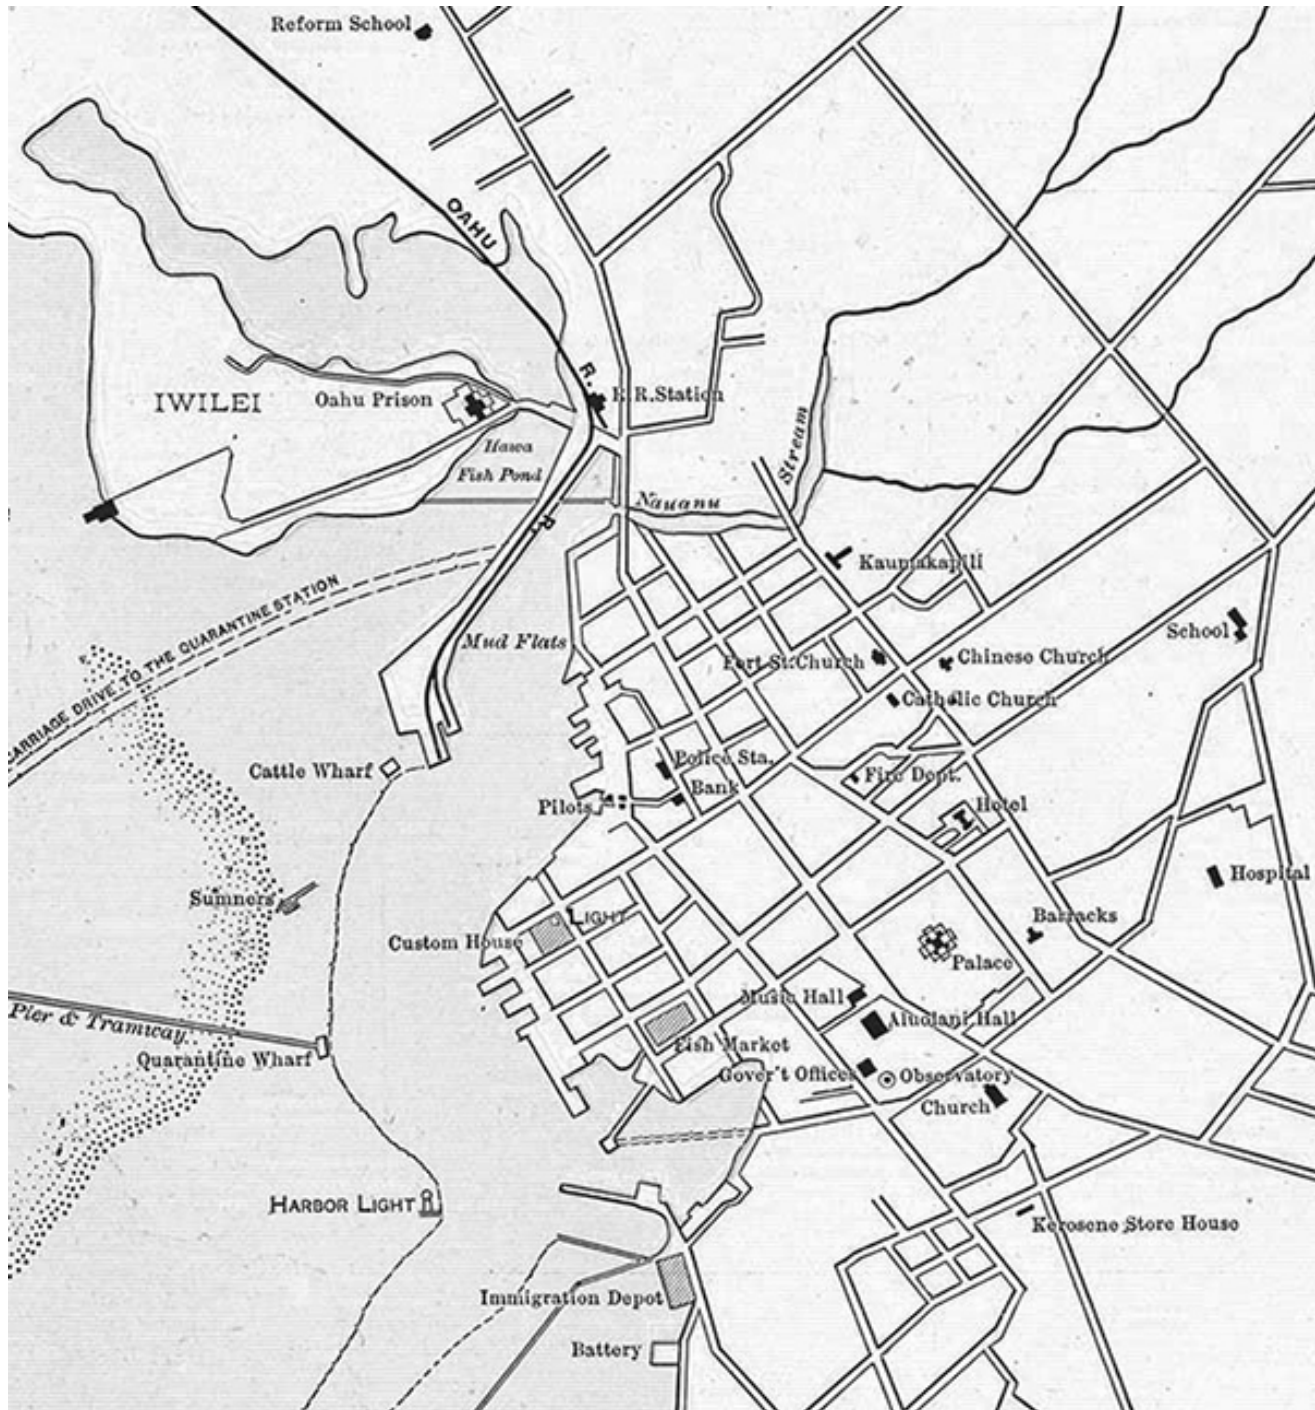 Reform School
OAHU
R.
R.
IWILEI
Oahu Prison
R.R. Station
Hawa
Fish Pond
Nauanu
Stream
Kaumakapili
CARRIAGE DRIVE TO THE QUARANTINE STATION
Mud Flats
School
Fort St. Church
Chinese Church
Catholic Church
Cattle Wharf
Police Sta.
Fire Dept.
Bank
Pilots
Hotel
Hospital
Sumners
LIGHT
Custom House
Barracks
Palace
Music Hall
Aiuolani Hall
Pier & Tramway
Quarantine Wharf
Fish Market
Gover't Offices
Observatory
Church
HARBOR LIGHT
Kerosene Store House
Immigration Depot
Battery